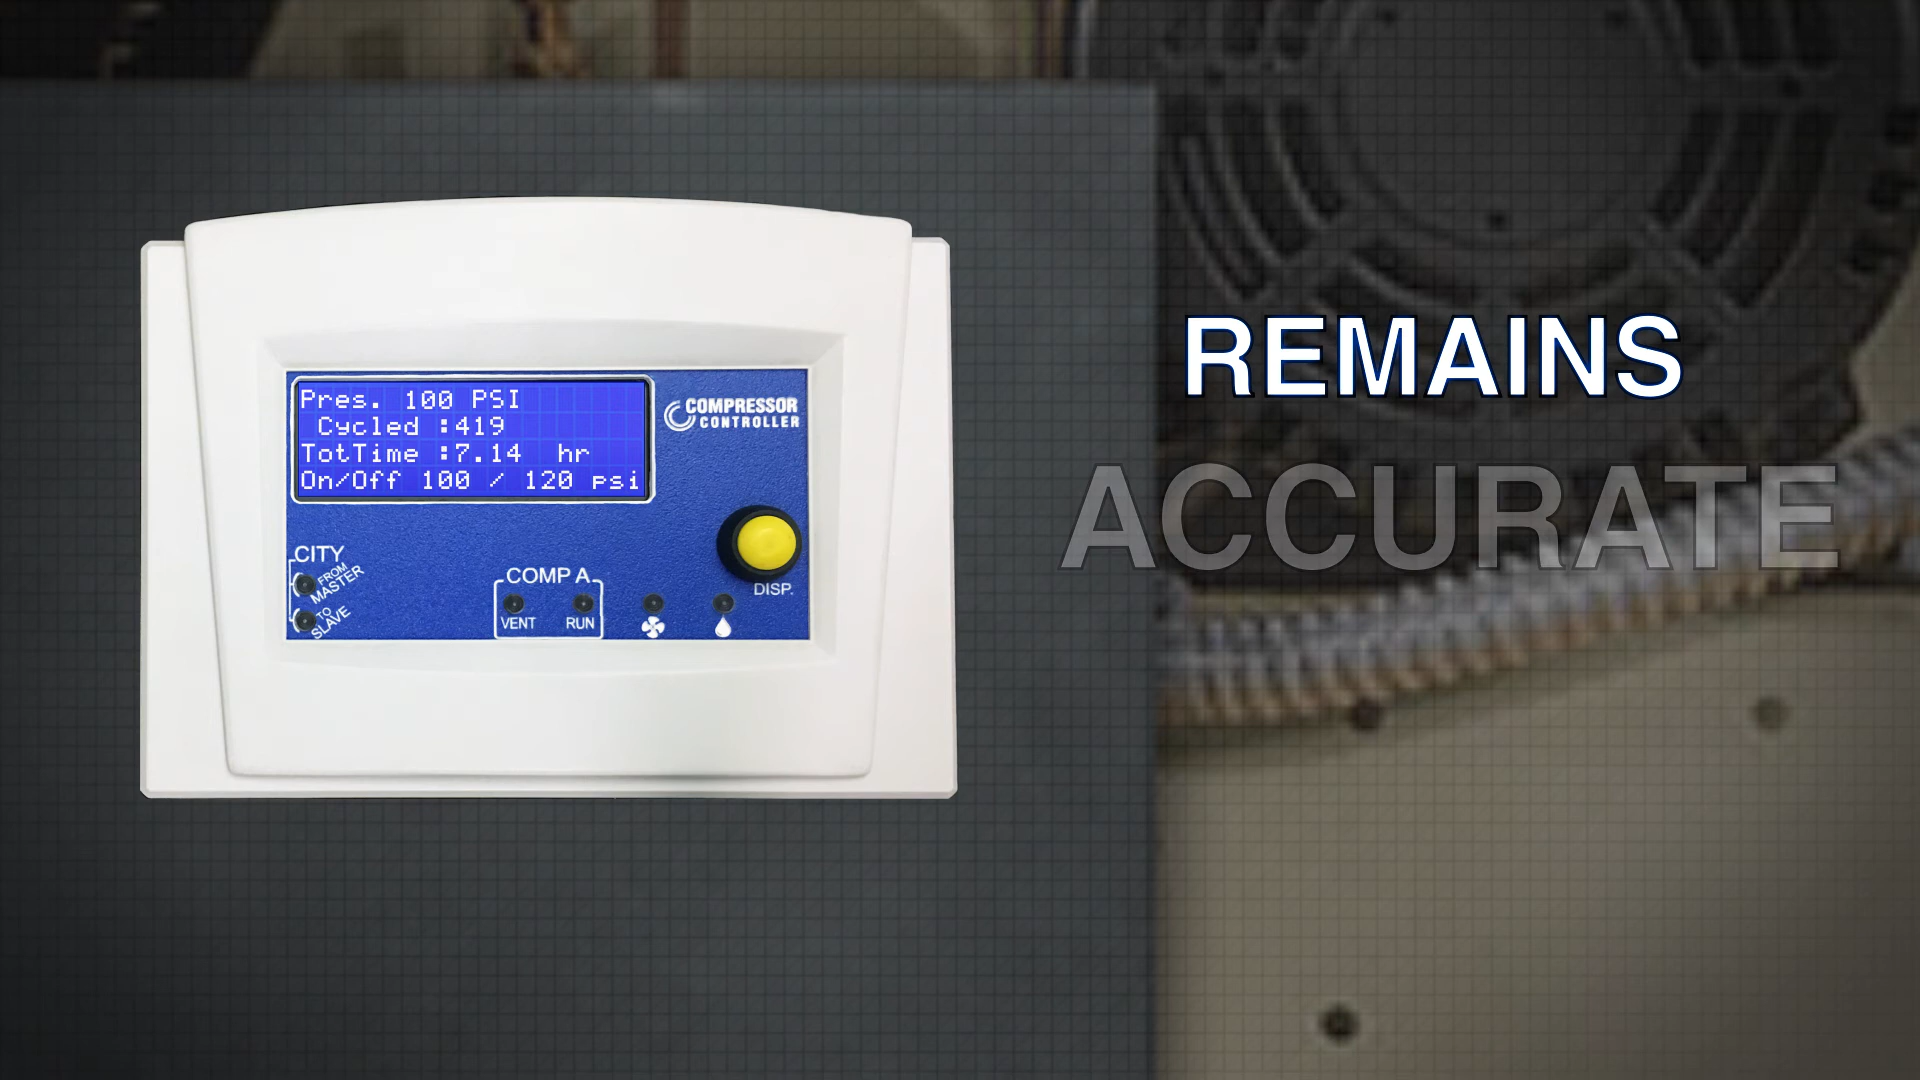 Pres. 100 PSI
Cycled :419
TotTime :7.14 hr
On/Off 100 / 120 psi
COMPRESSOR
CONTROLLER
CITY
FROM
MASTER
TO
SLAVE
COMP A
VENT
RUN
DISP.
REMAINS
ACCURATE